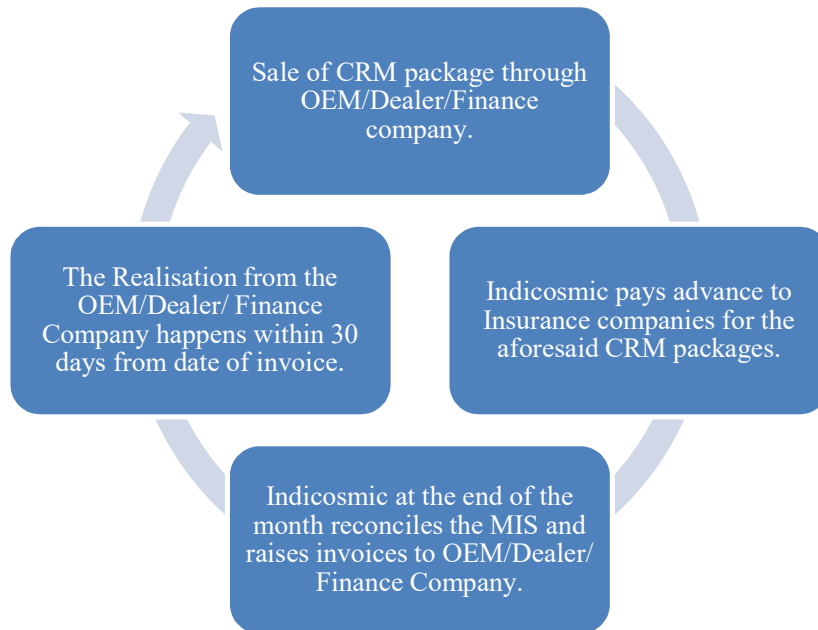 Sale of CRM package through
OEM/Dealer/Finance
company.
Indicosmic pays advance to
Insurance companies for the
aforesaid CRM packages.
Indicosmic at the end of the
month reconciles the MIS and
raises invoices to OEM/Dealer/
Finance Company.
The Realisation from the
OEM/Dealer/ Finance
Company happens within 30
days from date of invoice.